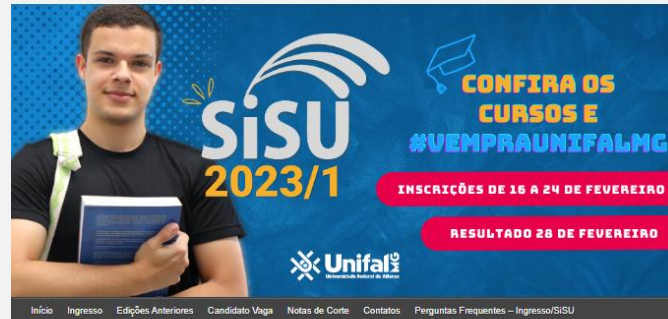 SiSU
2023/1
CONFIRA OS
CURSOS E
#VEMPRAUNIFALMG
INSCRIÇÕES DE 16 A 24 DE FEVEREIRO
RESULTADO 28 DE FEVEREIRO
Unifal MG
Universidade Federal de Alfenas
Início Ingresso Edições Anteriores Candidato Vaga Notas de Corte Contatos Perguntas Frequentes – Ingresso/SiSU